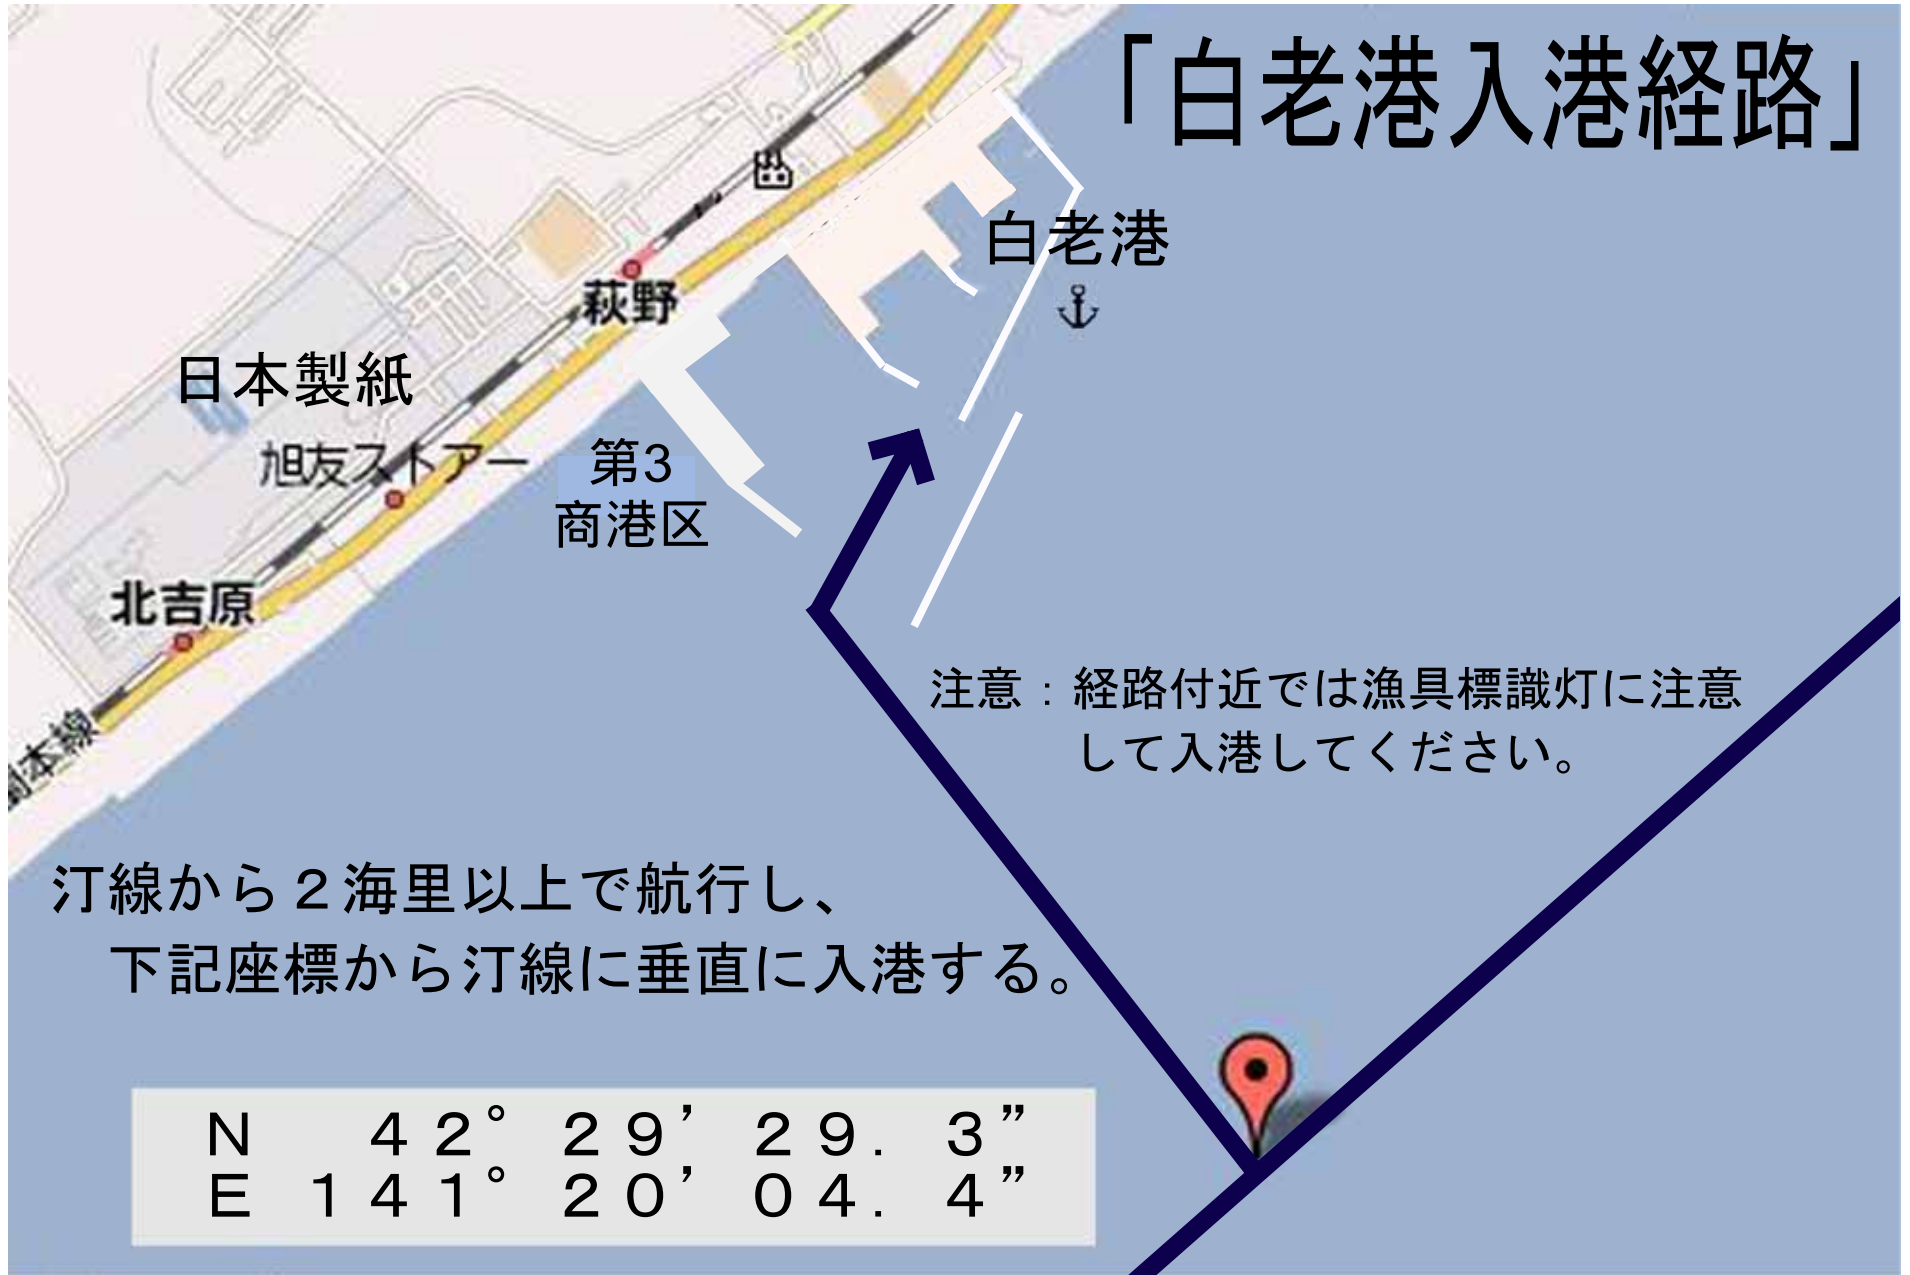 「白老港入港経路」
白老港
萩野
日本製紙
旭友ストアー
第3
商港区
北吉原
本線
注意：経路付近では漁具標識灯に注意
して入港してください。
汀線から２海里以上で航行し、
下記座標から汀線に垂直に入港する。
Ｎ　４２°２９’２９．３”
Ｅ１４１°２０’０４．４”